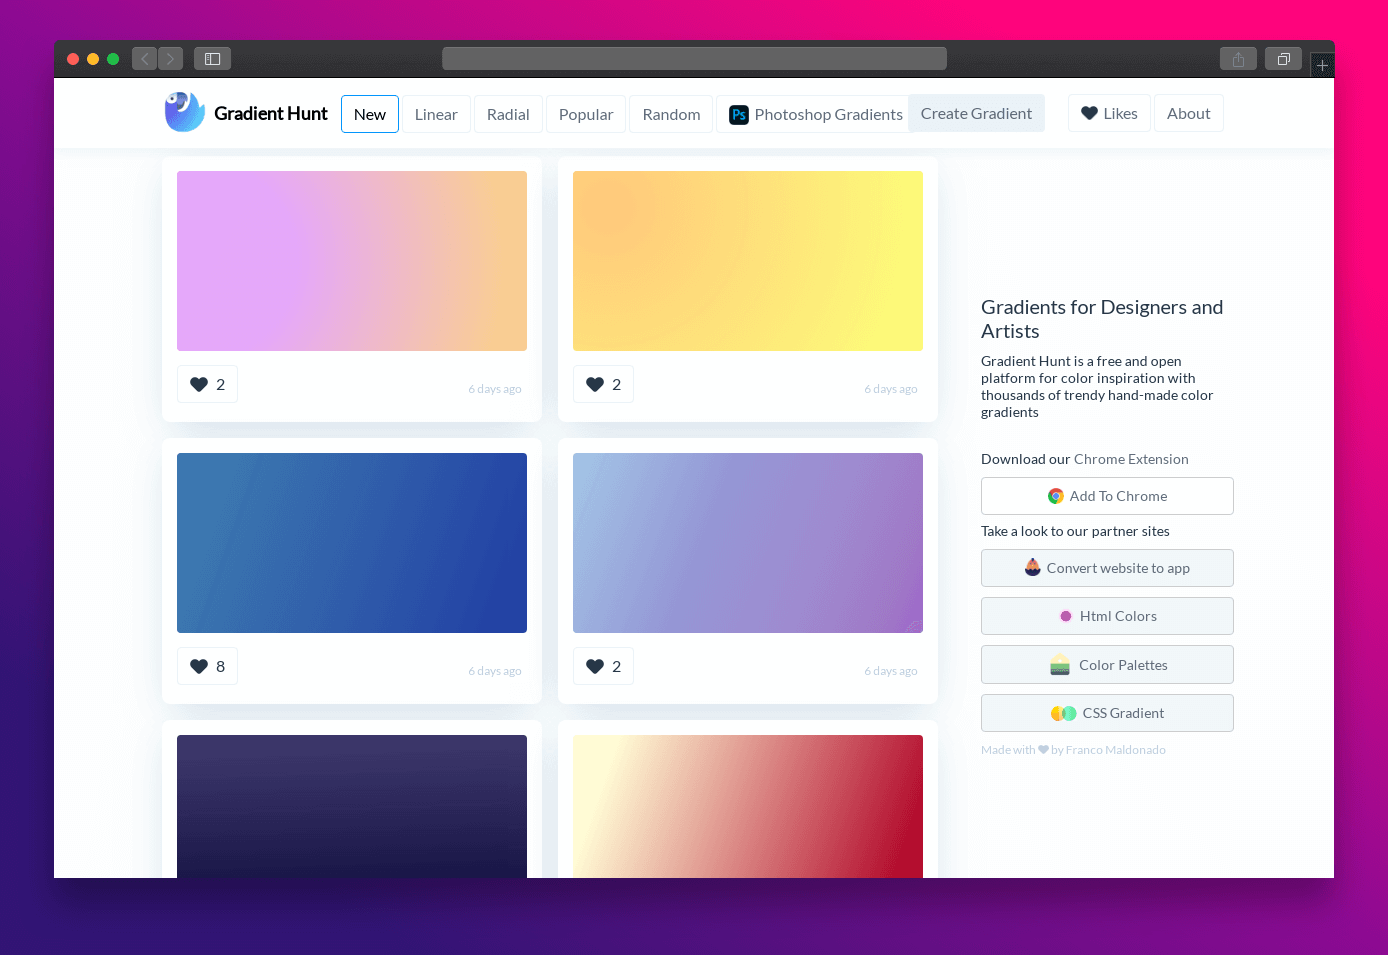 Gradient Hunt New Linear Radial Popular Random Ps Photoshop Gradients Create Gradient Likes About
2 6 days ago 2 6 days ago
8 6 days ago 2 6 days ago
Gradients for Designers and
Artists
Gradient Hunt is a free and open
platform for color inspiration with
thousands of trendy hand-made color
gradients
Download our Chrome Extension
Add To Chrome
Take a look to our partner sites
Convert website to app
Html Colors
Color Palettes
CSS Gradient
Made with ♥ by Franco Maldonado